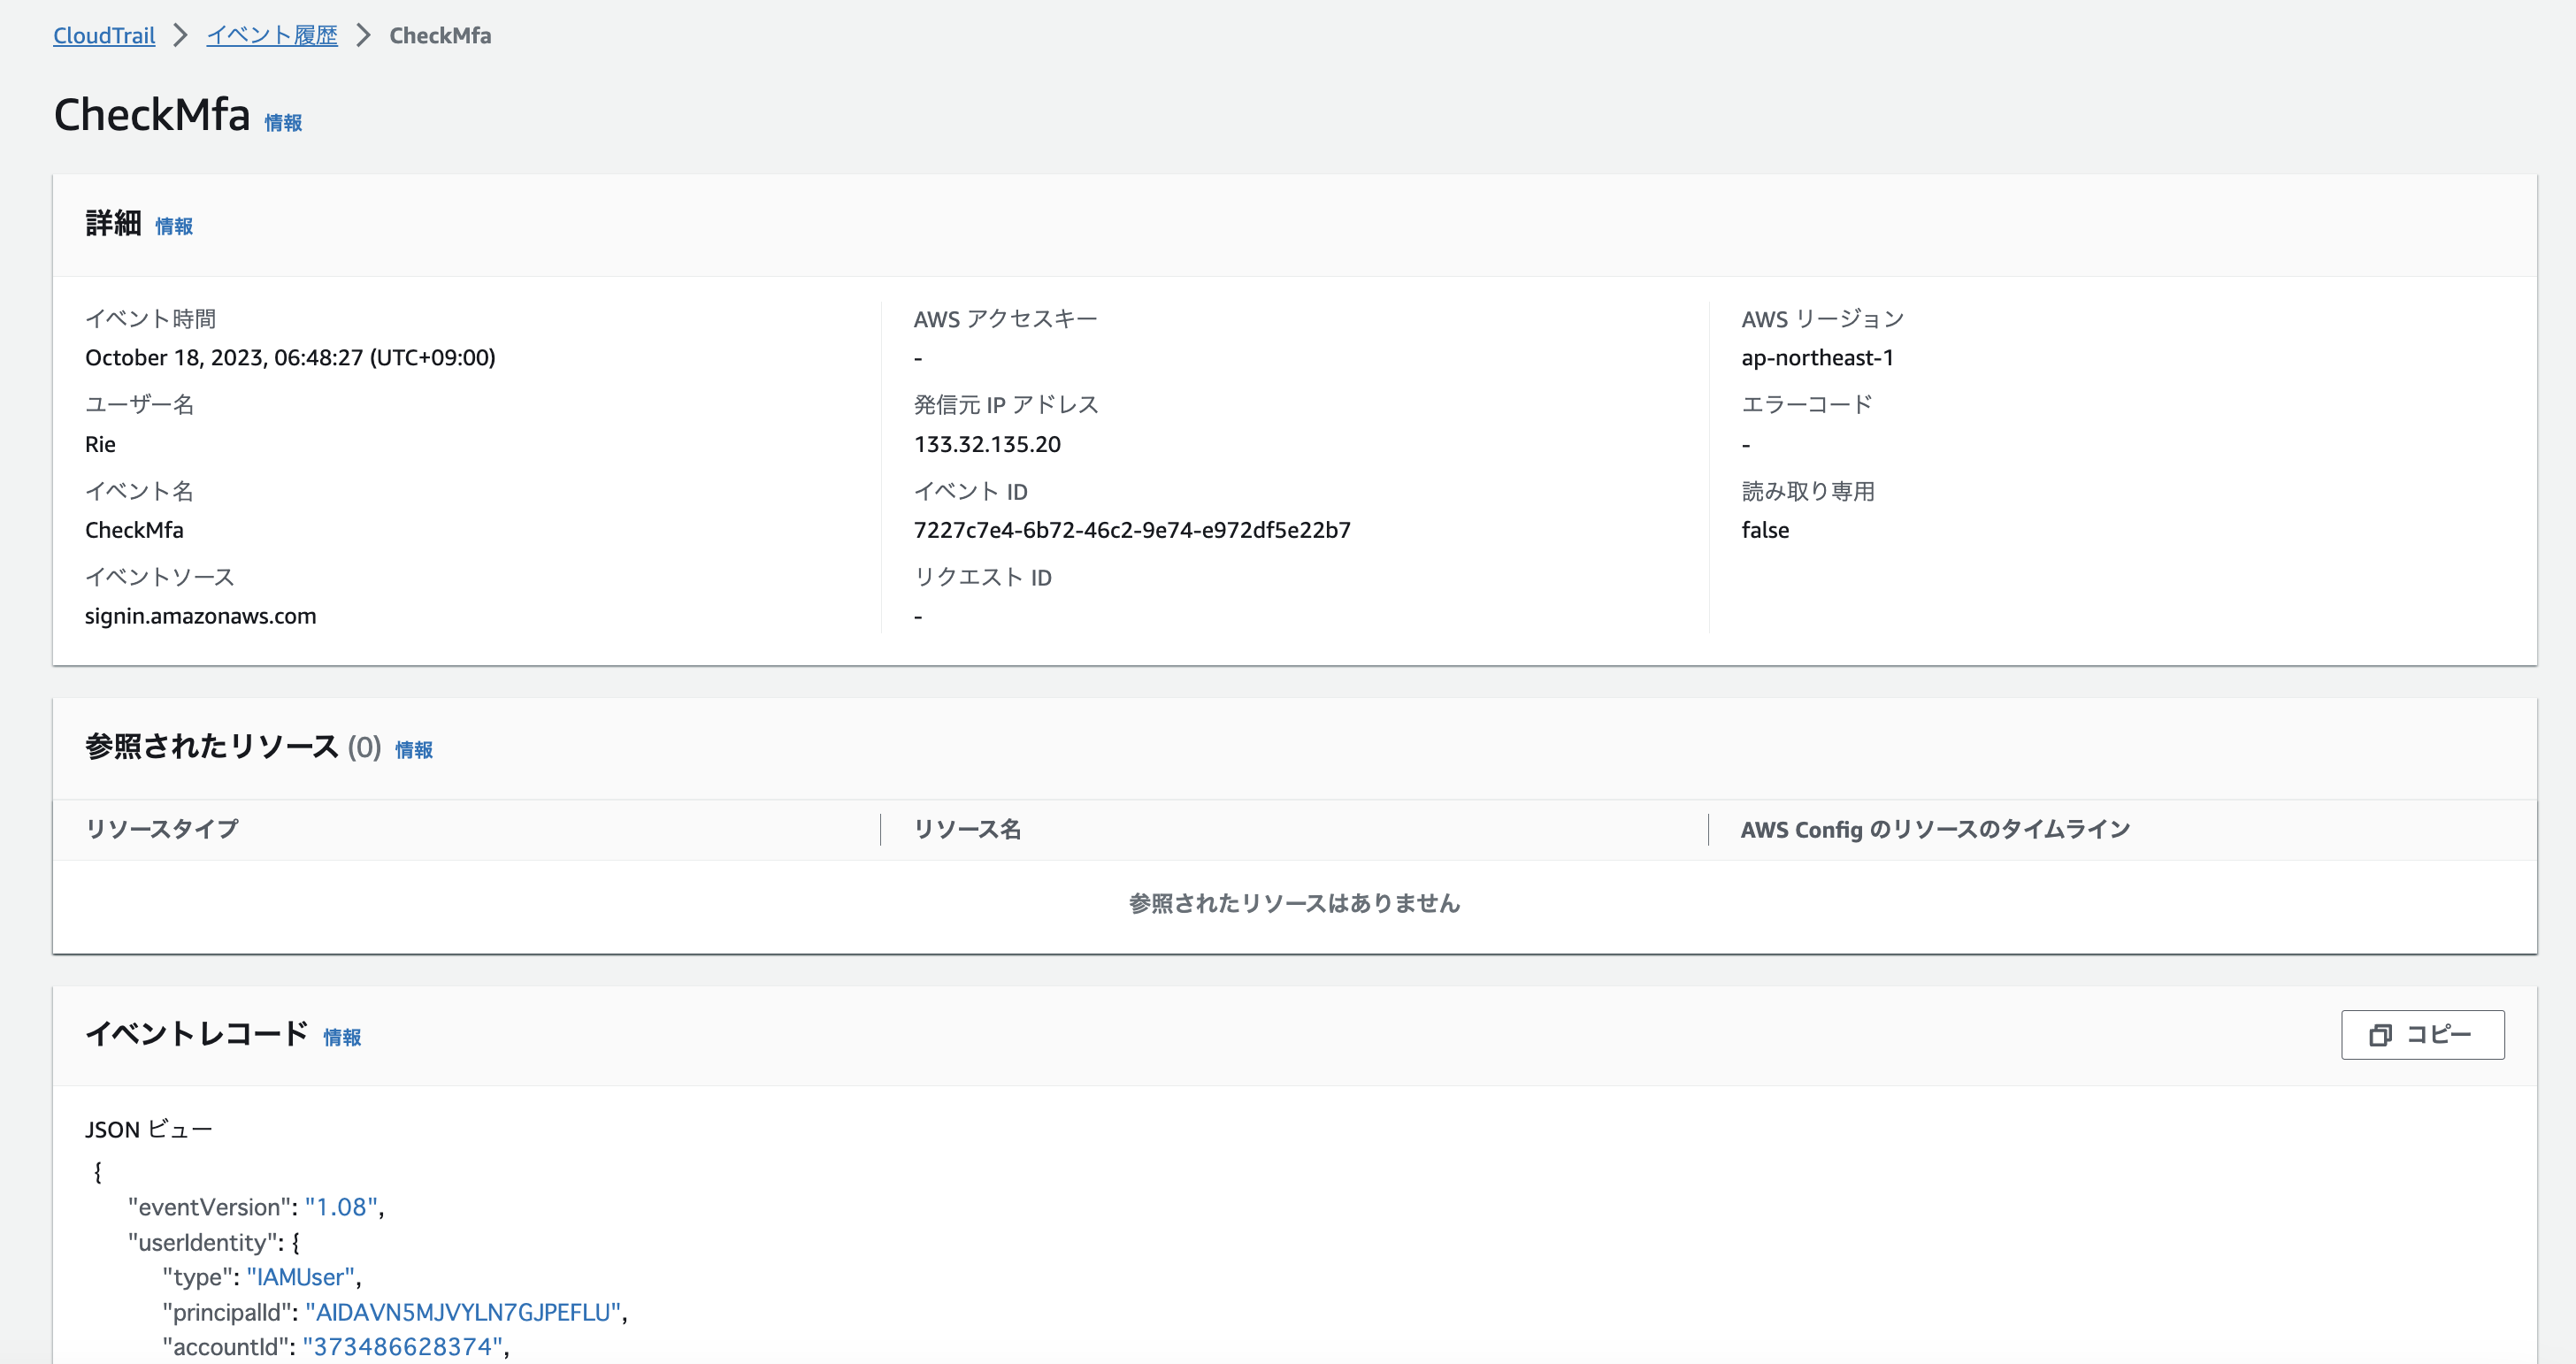 CloudTrail > イベント履歴 > CheckMfa
CheckMfa 情報
詳細 情報
イベント時間
October 18, 2023, 06:48:27 (UTC+09:00)
ユーザー名
Rie
イベント名
CheckMfa
イベントソース
signin.amazonaws.com
AWS アクセスキー
-
発信元 IP アドレス
133.32.135.20
イベント ID
7227c7e4-6b72-46c2-9e74-e972df5e22b7
リクエスト ID
-
AWS リージョン
ap-northeast-1
エラーコード
-
読み取り専用
false
参照されたリソース (0) 情報
リソースタイプ リソース名 AWS Config のリソースのタイムライン
参照されたリソースはありません
イベントレコード 情報
コピー
JSON ビュー
{
"eventVersion": "1.08",
"userIdentity": {
"type": "IAMUser",
"principalId": "AIDAVN5MJVYLN7GJPEFLU",
"accountId": "373486628374",